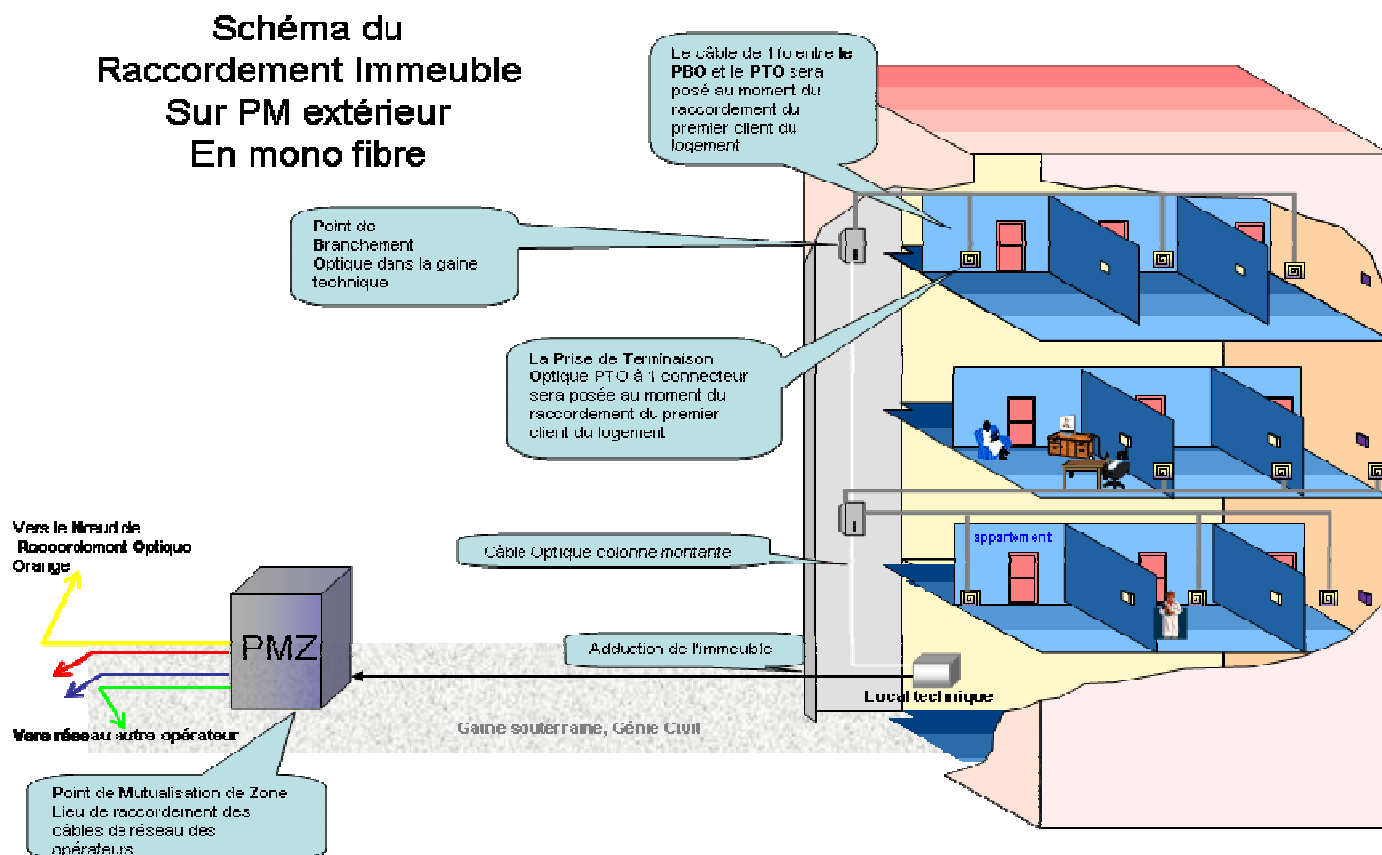 Schéma du
Raccordement Immeuble
Sur PM extérieur
En mono fibre
Le câble de 1 fo entre le
PBO et le PTO sera
posé au moment du
raccordement du
premier client du
logement
Point de
Branchement
Optique dans la gaine
technique
La Prise de Terminaison
Optique PTO à 1 connecteur
sera posée au moment du
raccordement du premier
client du logement
Vers le Nœud de
Raccordement Optique
Orange
Câble Optique colonne montante
appartement
PMZ
Adduction de l'immeuble
Local technique
Gaine souterraine, Génie Civil
Vers réseau autre opérateur
Point de Mutualisation de Zone
Lieu de raccordement des
câbles de réseau des
opérateurs